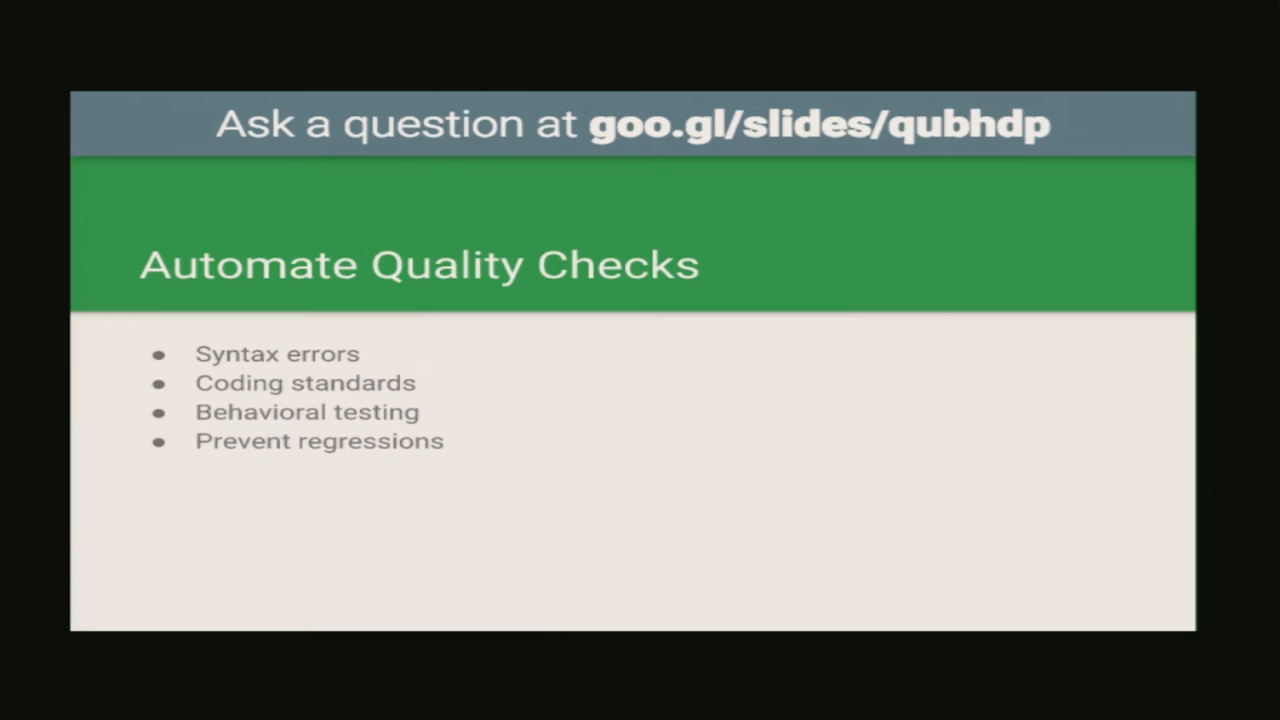 Ask a question at goo.gl/slides/qubhdp
Automate Quality Checks
● Syntax errors
● Coding standards
● Behavioral testing
● Prevent regressions